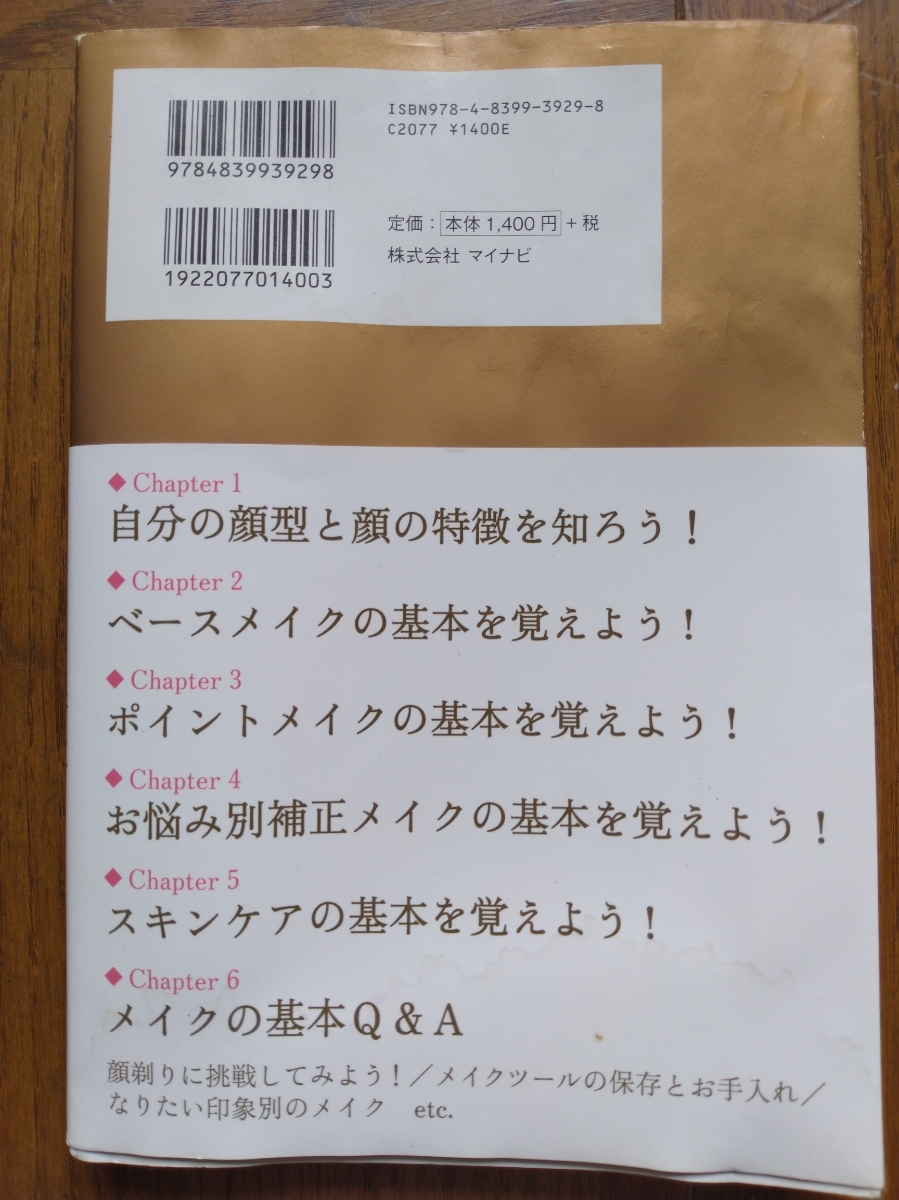 ISBN978-4-8399-3929-8
C2077 ¥1400E
9784839939298
定価：本体1,400円＋税
株式会社 マイナビ
1922077014003
◆Chapter 1
自分の顔型と顔の特徴を知ろう！
◆Chapter 2
ベースメイクの基本を覚えよう！
◆Chapter 3
ポイントメイクの基本を覚えよう！
◆Chapter 4
お悩み別補正メイクの基本を覚えよう！
◆Chapter 5
スキンケアの基本を覚えよう！
◆Chapter 6
メイクの基本Q＆A
顔剃りに挑戦してみよう！／メイクツールの保存とお手入れ／
なりたい印象別のメイク　etc.